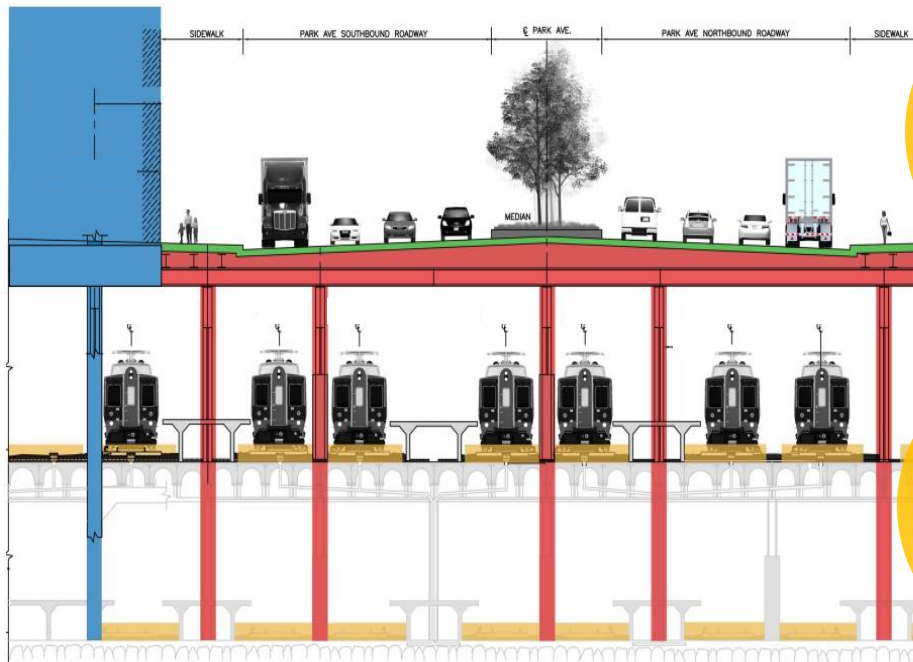 SIDEWALK
PARK AVE SOUTHBOUND ROADWAY
℄ PARK AVE.
PARK AVE NORTHBOUND ROADWAY
SIDEWALK
MEDIAN